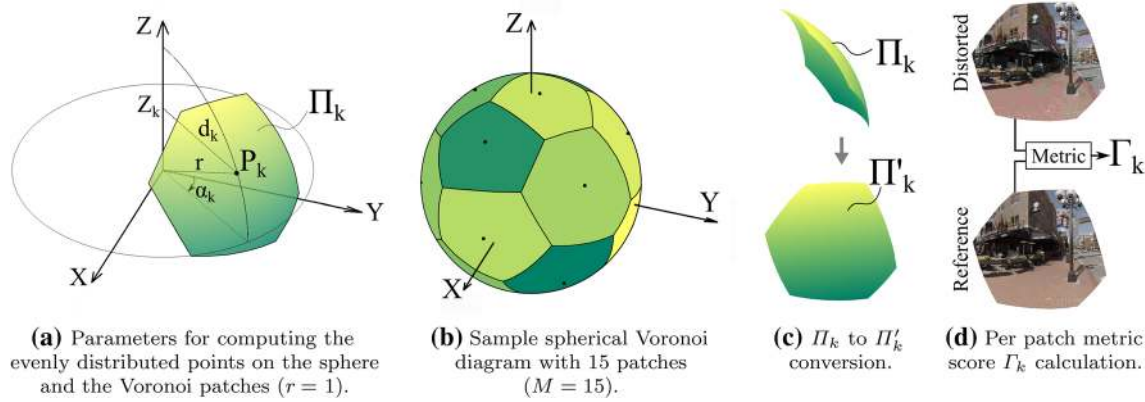 Z
Z_k
d_k
Π_k
r
P_k
α_k
Y
X
Z
Y
X
Π_k
Π'_k
Distorted
Metric
Γ_k
Reference
(a) Parameters for computing the
evenly distributed points on the sphere
and the Voronoi patches (r = 1).
(b) Sample spherical Voronoi
diagram with 15 patches
(M = 15).
(c) Π_k to Π'_k
conversion.
(d) Per patch metric
score Γ_k calculation.